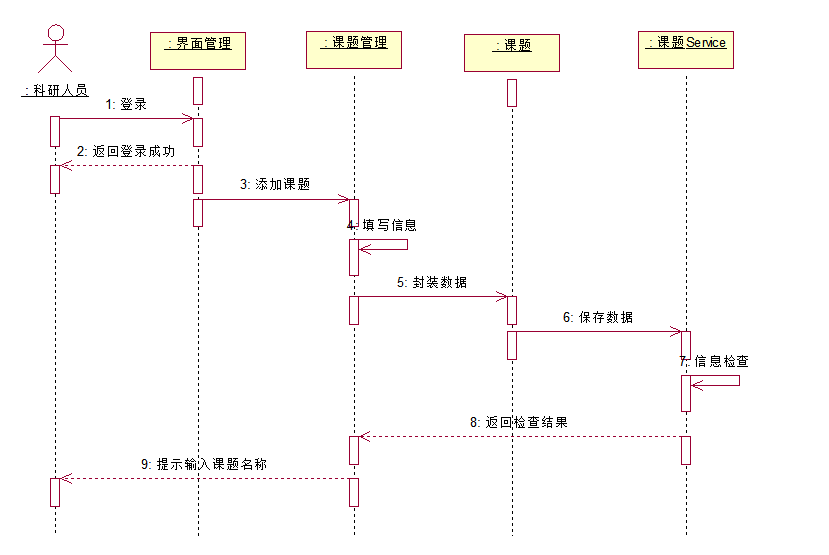 : 科研人员
: 界面管理
: 课题管理
: 课题
: 课题Service
1: 登录
2: 返回登录成功
3: 添加课题
4: 填写信息
5: 封装数据
6: 保存数据
7: 信息检查
8: 返回检查结果
9: 提示输入课题名称